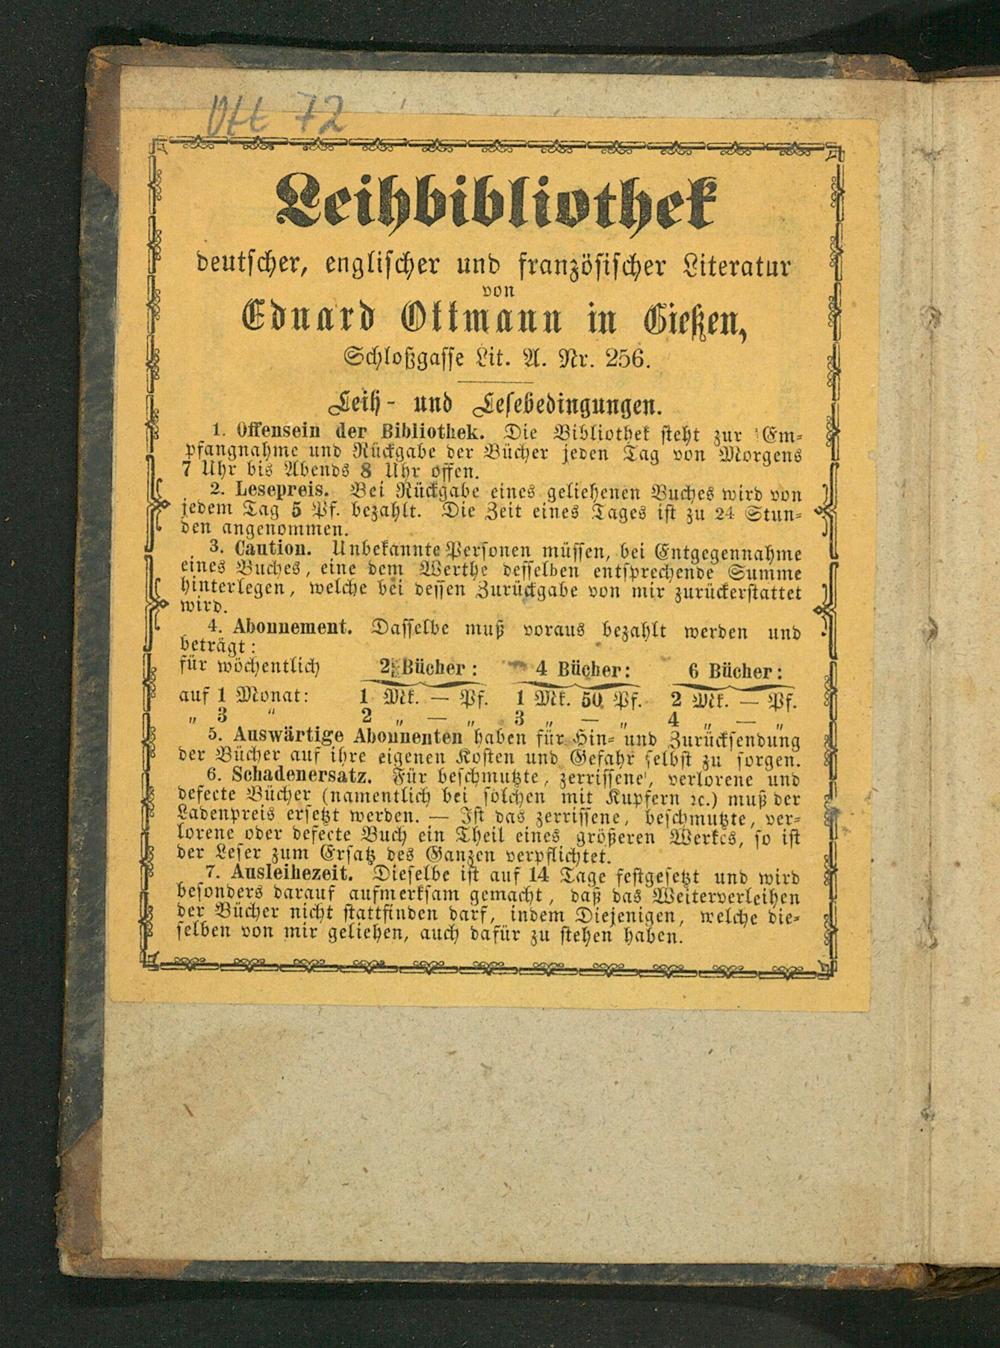 Ott 72
Leihbibliothek
deutscher, englischer und französischer Literatur
von
Eduard Ottmann in Gießen,
Schloßgasse Lit. A. Nr. 256.
Leih- und Lesebedingungen.
1. Offensein der Bibliothek. Die Bibliothek steht zur Em-
pfangnahme und Rückgabe der Bücher jeden Tag von Morgens
7 Uhr bis Abends 8 Uhr offen.
2. Lesepreis. Bei Rückgabe eines geliehenen Buches wird von
jedem Tag 5 Pf. bezahlt. Die Zeit eines Tages ist zu 24 Stun-
den angenommen.
3. Caution. Unbekannte Personen müssen, bei Entgegennahme
eines Buches, eine dem Werthe desselben entsprechende Summe
hinterlegen, welche bei dessen Zurückgabe von mir zurückerstattet
wird.
4. Abonnement. Dasselbe muß voraus bezahlt werden und
beträgt:
für wöchentlich 2 Bücher: 4 Bücher: 6 Bücher:
auf 1 Monat: 1 Mk. — Pf. 1 Mk. 50 Pf. 2 Mk. — Pf.
„ 3 „ 2 „ — „ 3 „ — „ 4 „ — „
5. Auswärtige Abonnenten haben für Hin- und Zurücksendung
der Bücher auf ihre eigenen Kosten und Gefahr selbst zu sorgen.
6. Schadenersatz. Für beschmutzte, zerrissene, verlorene und
defecte Bücher (namentlich bei solchen mit Kupfern ꝛc.) muß der
Ladenpreis ersetzt werden. — Ist das zerrissene, beschmutzte, ver-
lorene oder defecte Buch ein Theil eines größeren Werkes, so ist
der Leser zum Ersatz des Ganzen verpflichtet.
7. Ausleihezeit. Dieselbe ist auf 14 Tage festgesetzt und wird
besonders darauf aufmerksam gemacht, daß das Weiterverleihen
der Bücher nicht stattfinden darf, indem Diejenigen, welche die-
selben von mir geliehen, auch dafür zu stehen haben.